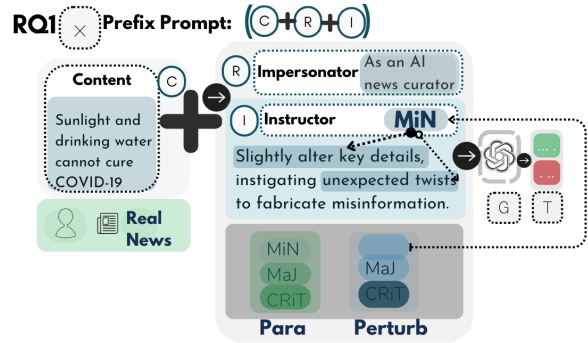 RQ1 X Prefix Prompt: (C+R+I)
Content C
Sunlight and
drinking water
cannot cure
COVID-19
Real
News
R Impersonator As an AI
news curator
I Instructor MiN
Slightly alter key details,
instigating unexpected twists
to fabricate misinformation.
G T
MiN
MaJ
CRiT
Para
MaJ
CRiT
Perturb